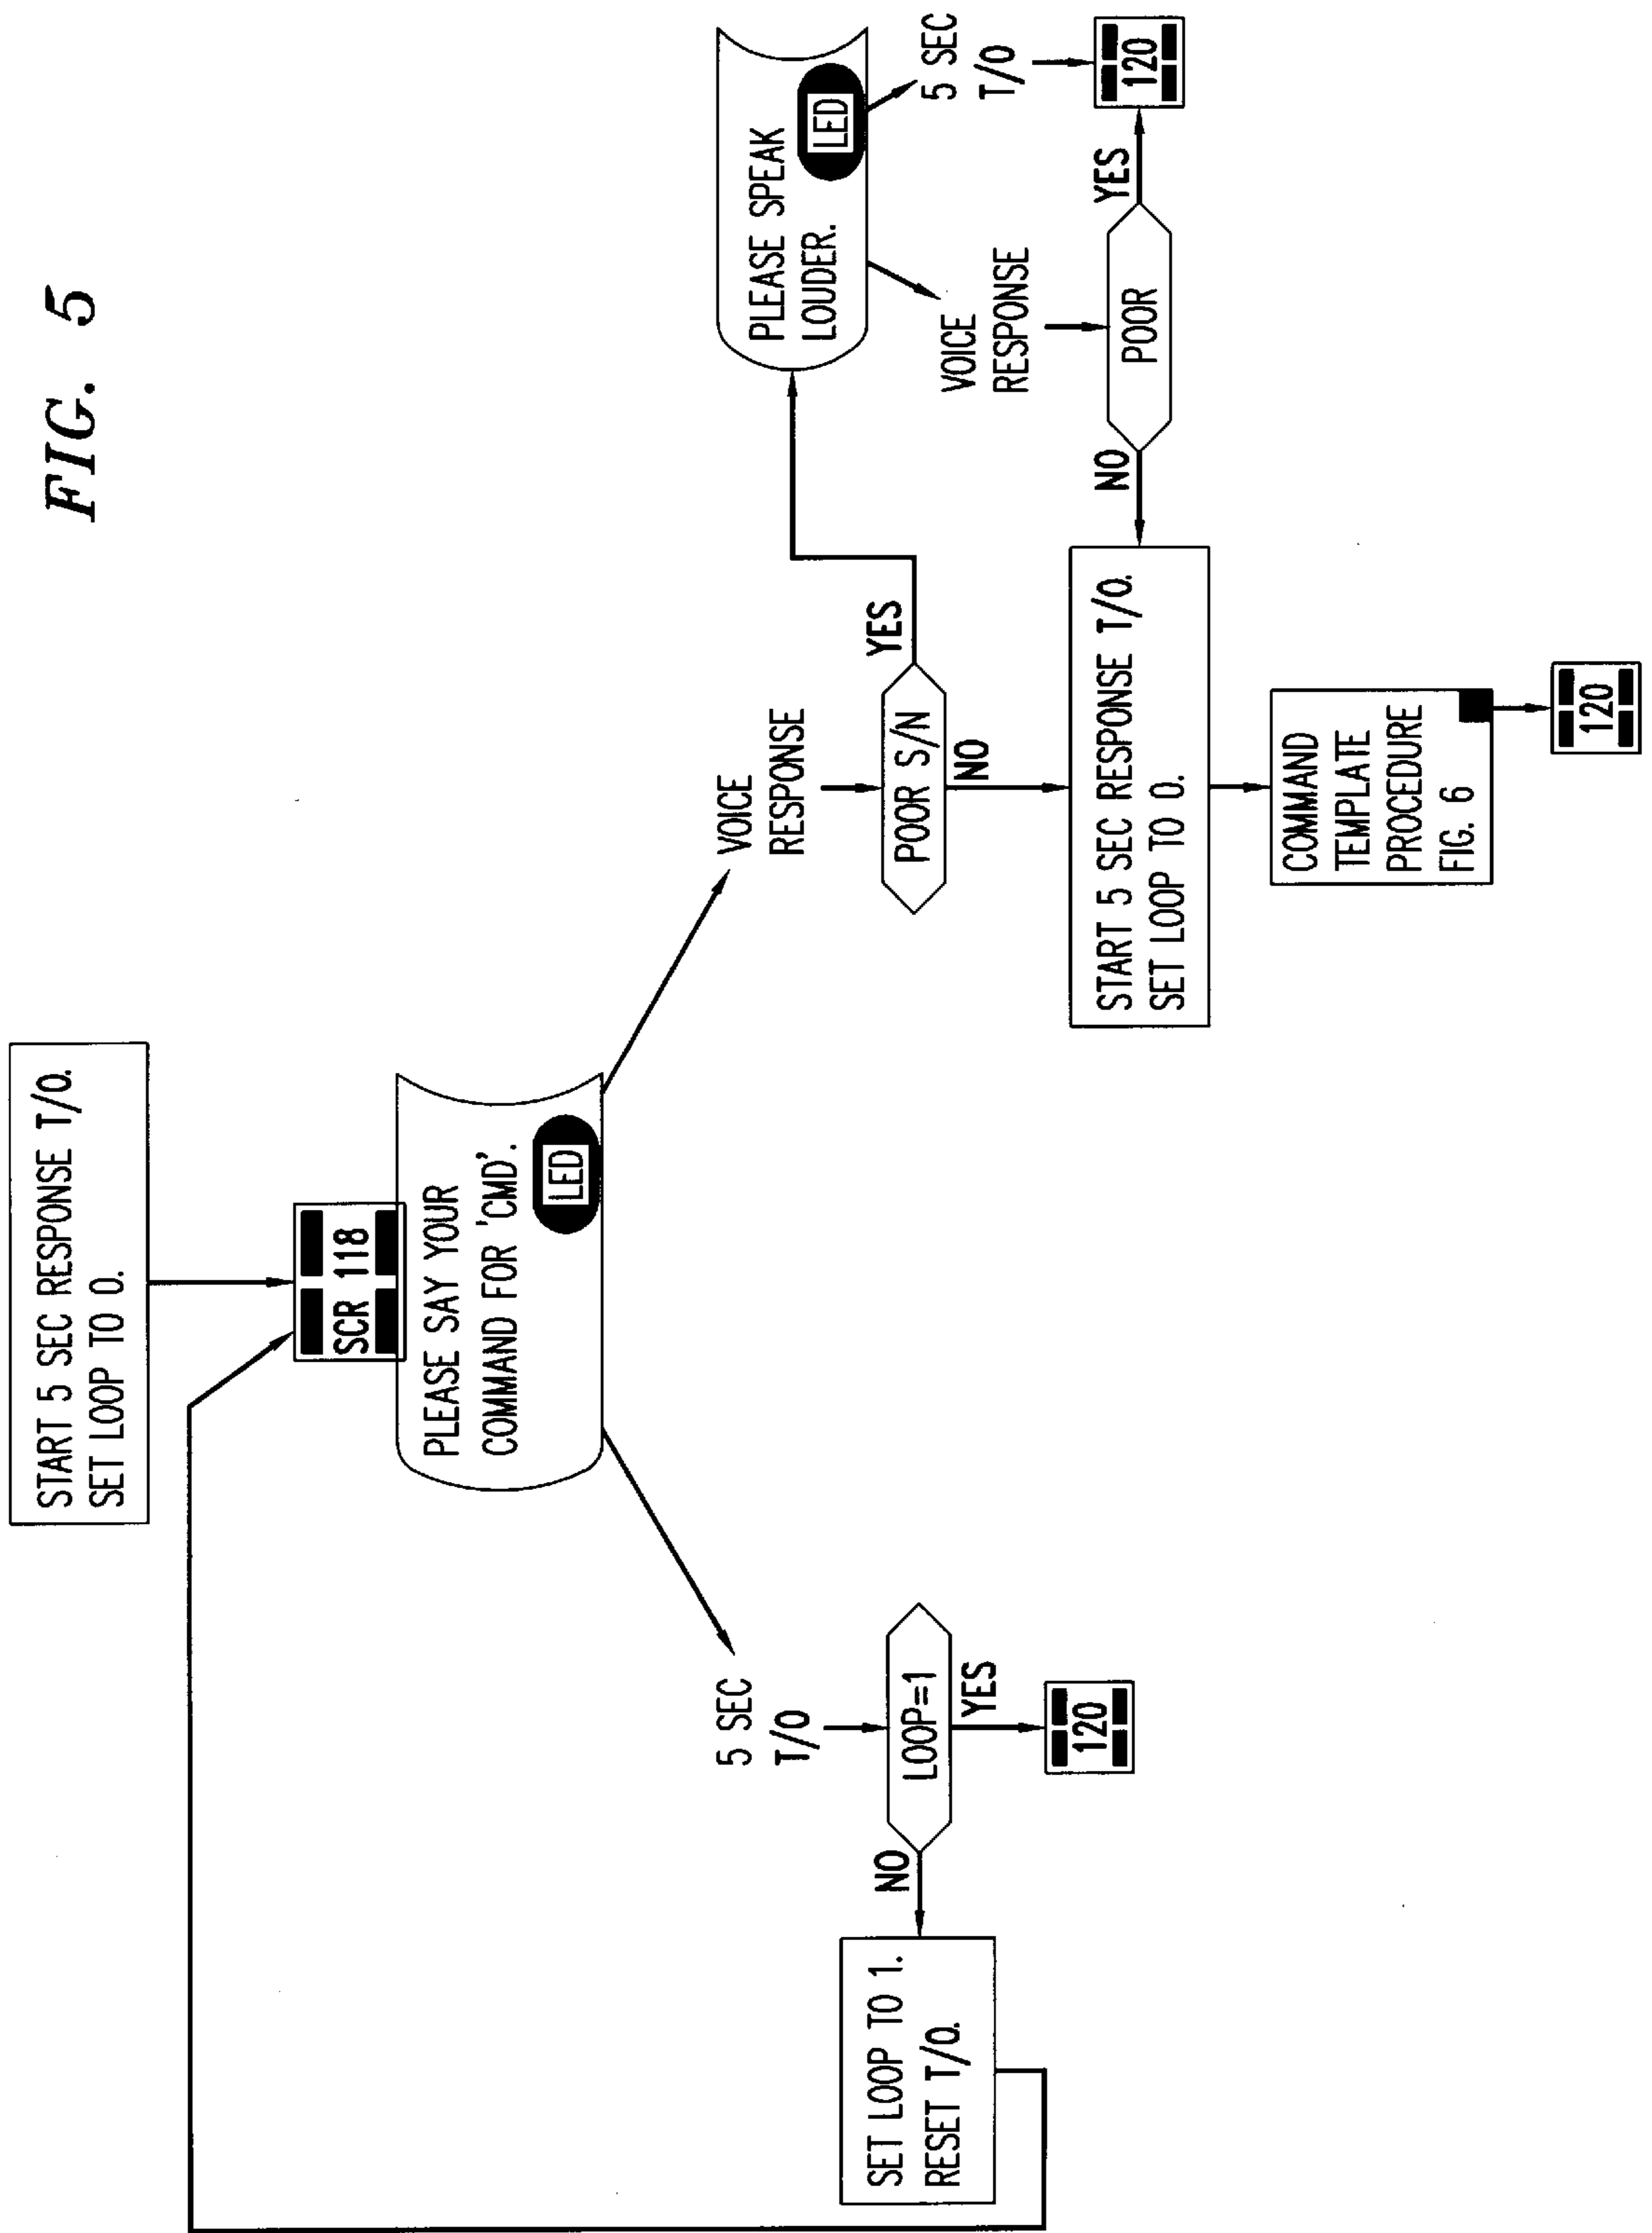 FIG. 5
START 5 SEC RESPONSE T/O.
SET LOOP TO 0.
SCR 118
PLEASE SAY YOUR
COMMAND FOR 'CMD'.
LED
5 SEC
T/O
LOOP=1
NO
YES
SET LOOP TO 1.
RESET T/O.
120
VOICE
RESPONSE
POOR S/N
YES
NO
PLEASE SPEAK
LOUDER.
LED
VOICE
RESPONSE
5 SEC
T/O
POOR
NO
YES
120
START 5 SEC RESPONSE T/O.
SET LOOP TO 0.
COMMAND
TEMPLATE
PROCEDURE
FIG. 6
120